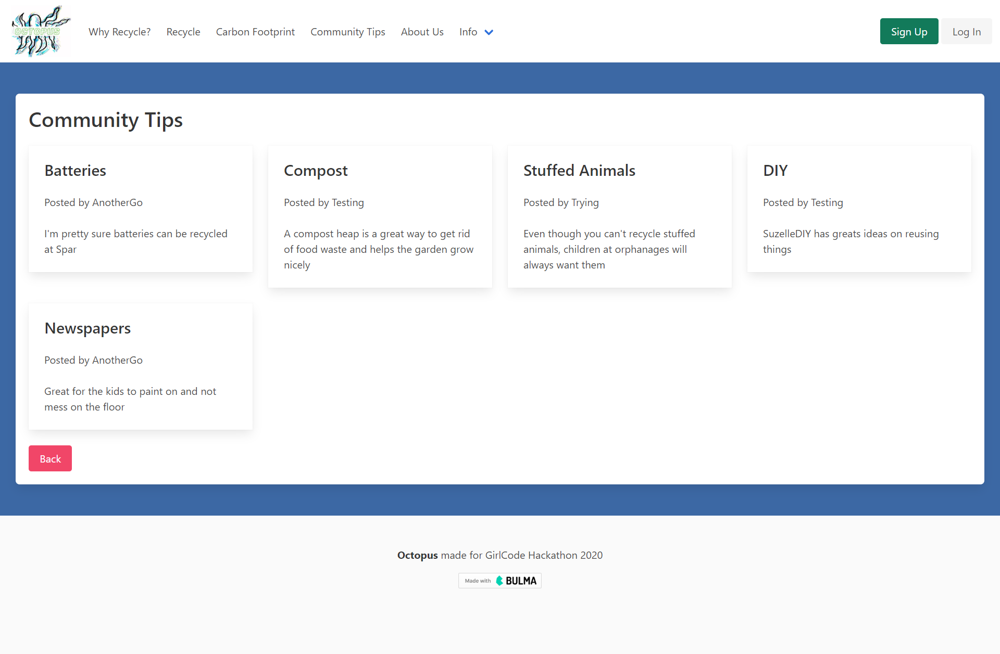 OCTOPUS
Why Recycle?
Recycle
Carbon Footprint
Community Tips
About Us
Info
Sign Up
Log In
Community Tips
Batteries
Posted by AnotherGo
I'm pretty sure batteries can be recycled
at Spar
Compost
Posted by Testing
A compost heap is a great way to get rid
of food waste and helps the garden grow
nicely
Stuffed Animals
Posted by Trying
Even though you can't recycle stuffed
animals, children at orphanages will
always want them
DIY
Posted by Testing
SuzelleDIY has greats ideas on reusing
things
Newspapers
Posted by AnotherGo
Great for the kids to paint on and not
mess on the floor
Back
Octopus made for GirlCode Hackathon 2020
Made with BULMA